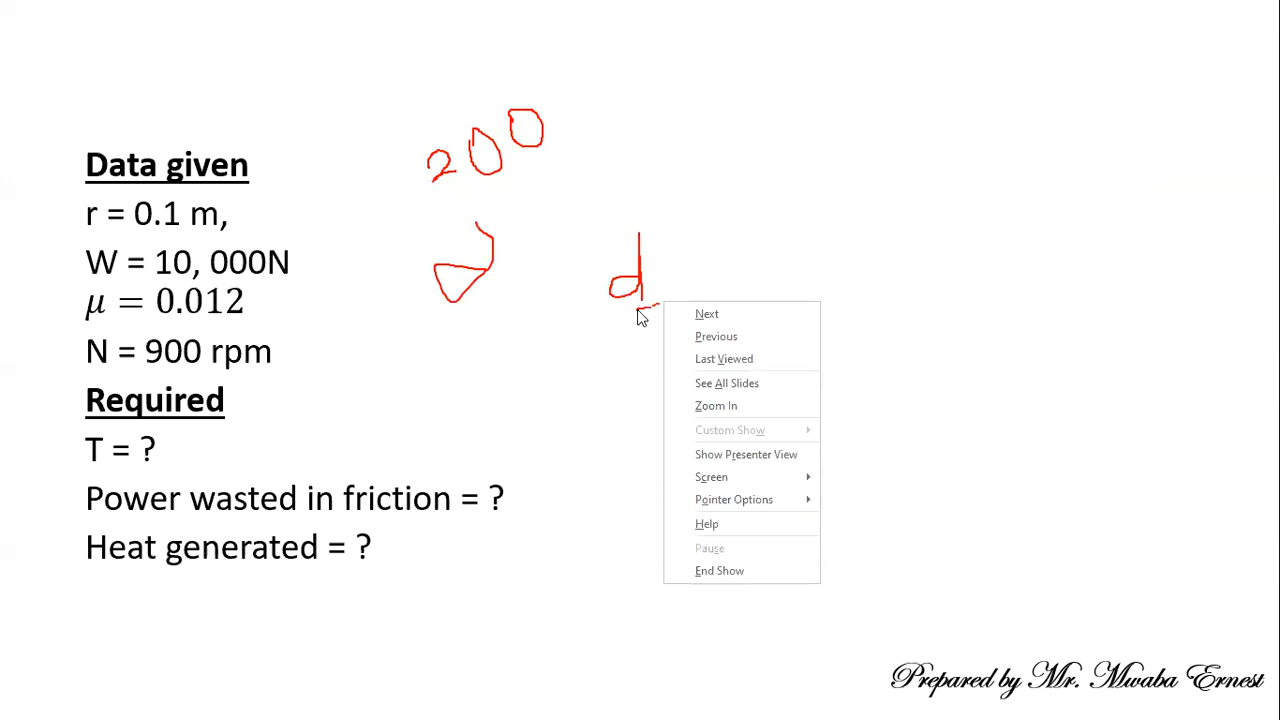 Data given
r = 0.1 m,
W = 10, 000N
μ = 0.012
N = 900 rpm
Required
T = ?
Power wasted in friction = ?
Heat generated = ?
200
d
Next
Previous
Last Viewed
See All Slides
Zoom In
Custom Show
Show Presenter View
Screen
Pointer Options
Help
Pause
End Show
Prepared by Mr. Mwaba Ernest